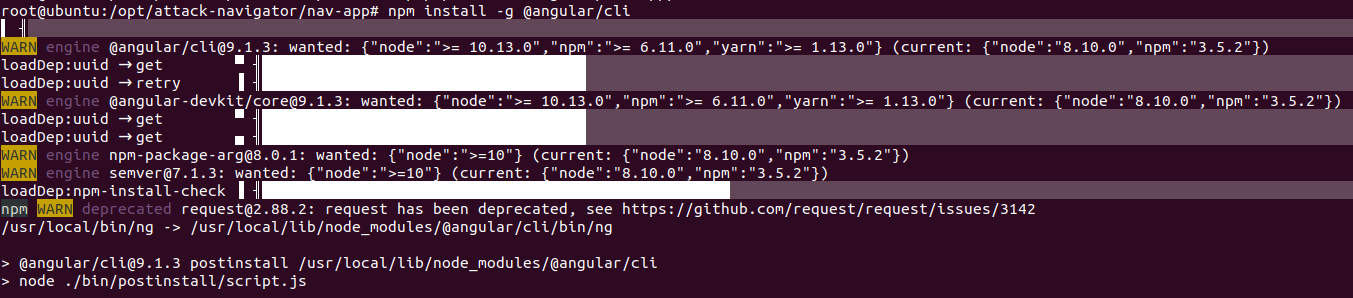 root@ubuntu:/opt/attack-navigator/nav-app# npm install -g @angular/cli
WARN engine @angular/cli@9.1.3: wanted: {"node":">= 10.13.0","npm":">= 6.11.0","yarn":">= 1.13.0"} (current: {"node":"8.10.0","npm":"3.5.2"})
loadDep:uuid → get
loadDep:uuid → retry
WARN engine @angular-devkit/core@9.1.3: wanted: {"node":">= 10.13.0","npm":">= 6.11.0","yarn":">= 1.13.0"} (current: {"node":"8.10.0","npm":"3.5.2"})
loadDep:uuid → get
loadDep:uuid → get
WARN engine npm-package-arg@8.0.1: wanted: {"node":">=10"} (current: {"node":"8.10.0","npm":"3.5.2"})
WARN engine semver@7.1.3: wanted: {"node":">=10"} (current: {"node":"8.10.0","npm":"3.5.2"})
loadDep:npm-install-check
npm WARN deprecated request@2.88.2: request has been deprecated, see https://github.com/request/request/issues/3142
/usr/local/bin/ng -> /usr/local/lib/node_modules/@angular/cli/bin/ng
> @angular/cli@9.1.3 postinstall /usr/local/lib/node_modules/@angular/cli
> node ./bin/postinstall/script.js